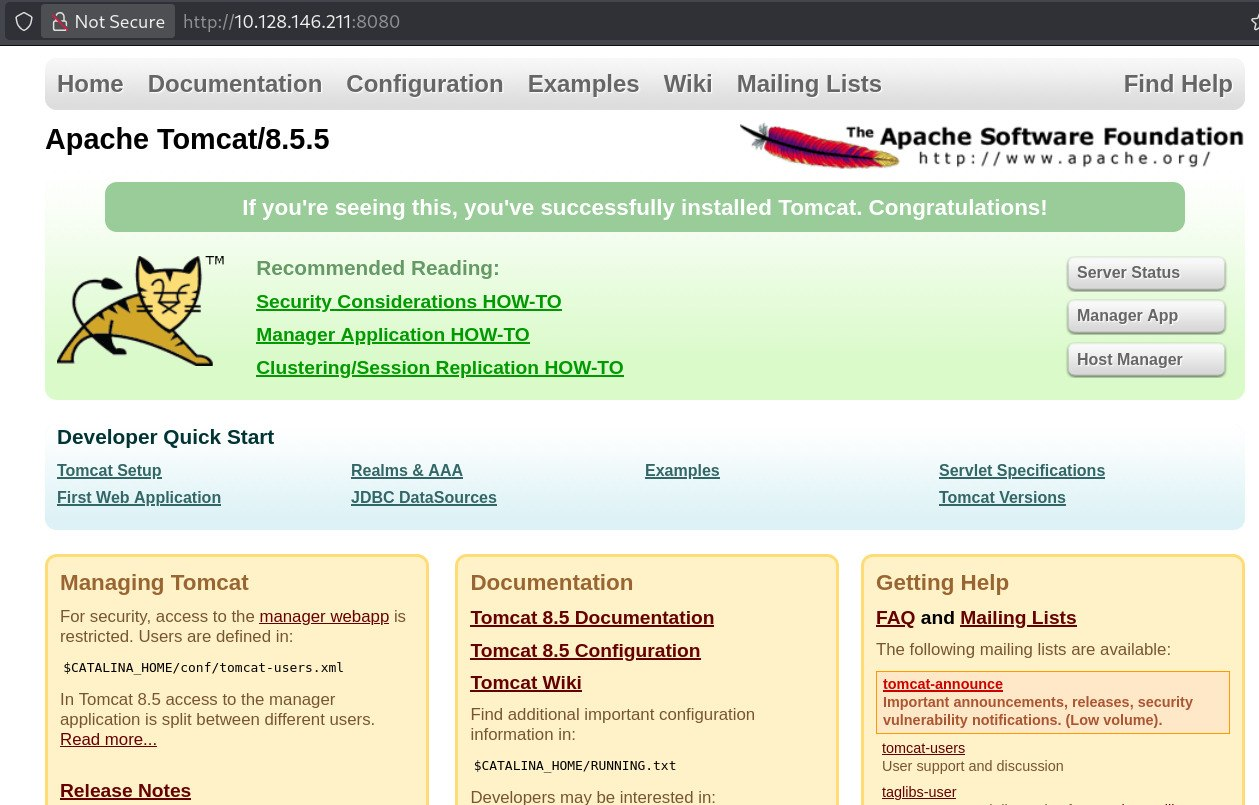 Not Secure http://10.128.146.211:8080
Home Documentation Configuration Examples Wiki Mailing Lists Find Help
Apache Tomcat/8.5.5
The Apache Software Foundation
http://www.apache.org/
If you're seeing this, you've successfully installed Tomcat. Congratulations!
TM
Recommended Reading:
Security Considerations HOW-TO
Manager Application HOW-TO
Clustering/Session Replication HOW-TO
Server Status
Manager App
Host Manager
Developer Quick Start
Tomcat Setup
First Web Application
Realms & AAA
JDBC DataSources
Examples
Servlet Specifications
Tomcat Versions
Managing Tomcat
For security, access to the manager webapp is
restricted. Users are defined in:
$CATALINA_HOME/conf/tomcat-users.xml
In Tomcat 8.5 access to the manager
application is split between different users.
Read more...
Release Notes
Documentation
Tomcat 8.5 Documentation
Tomcat 8.5 Configuration
Tomcat Wiki
Find additional important configuration
information in:
$CATALINA_HOME/RUNNING.txt
Developers may be interested in:
Getting Help
FAQ and Mailing Lists
The following mailing lists are available:
tomcat-announce
Important announcements, releases, security
vulnerability notifications. (Low volume).
tomcat-users
User support and discussion
taglibs-user